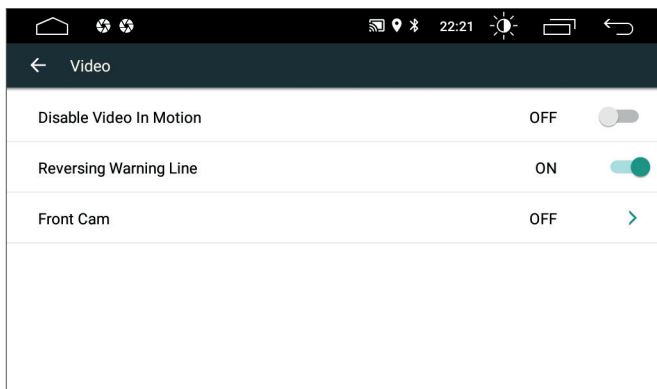 22:21
Video
Disable Video In Motion OFF
Reversing Warning Line ON
Front Cam OFF